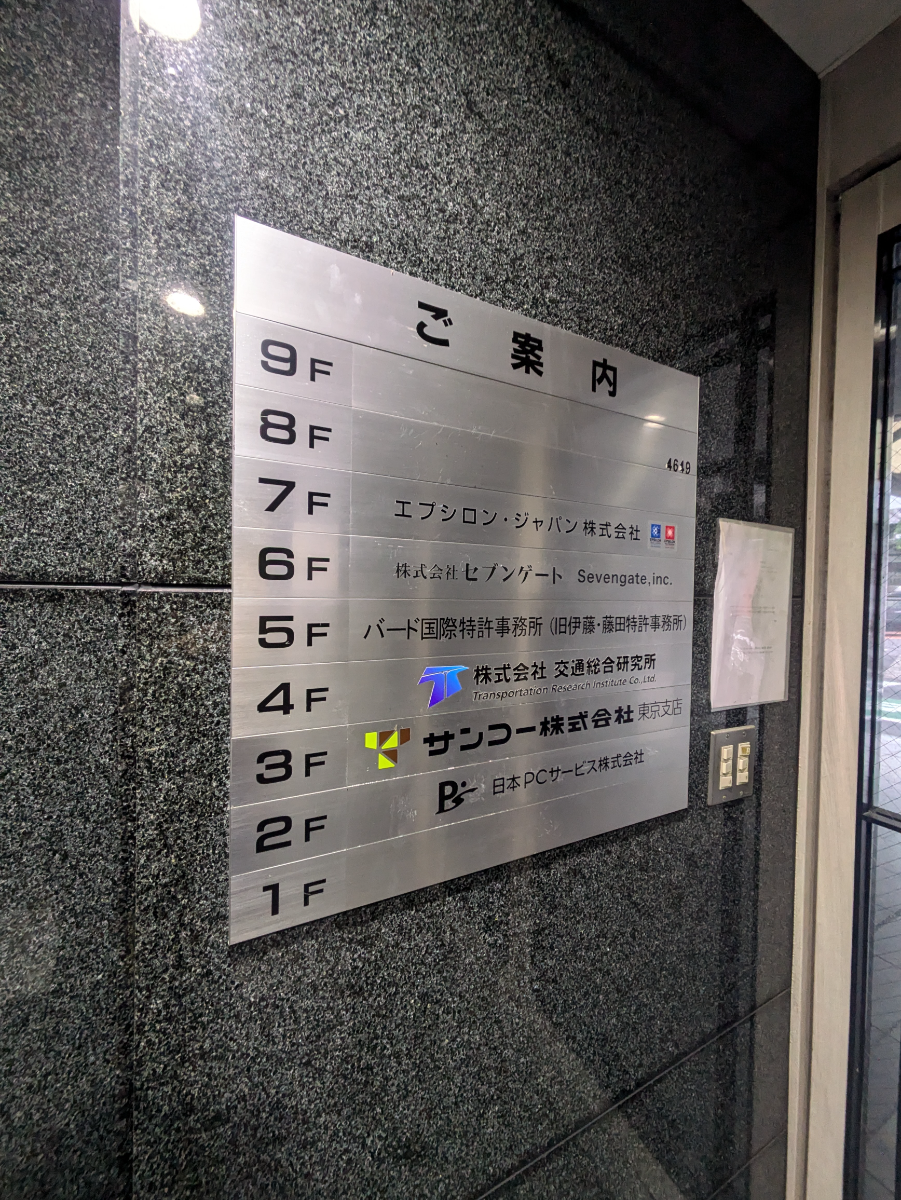 ご案内
9F
8F 4649
7F エプシロン・ジャパン株式会社
6F 株式会社セブンゲート Sevengate,inc.
5F バード国際特許事務所(旧伊藤・藤田特許事務所)
4F 株式会社 交通総合研究所
Transportation Research Institute Co.,Ltd.
3F サンコー株式会社 東京支店
2F 日本PCサービス株式会社
1F